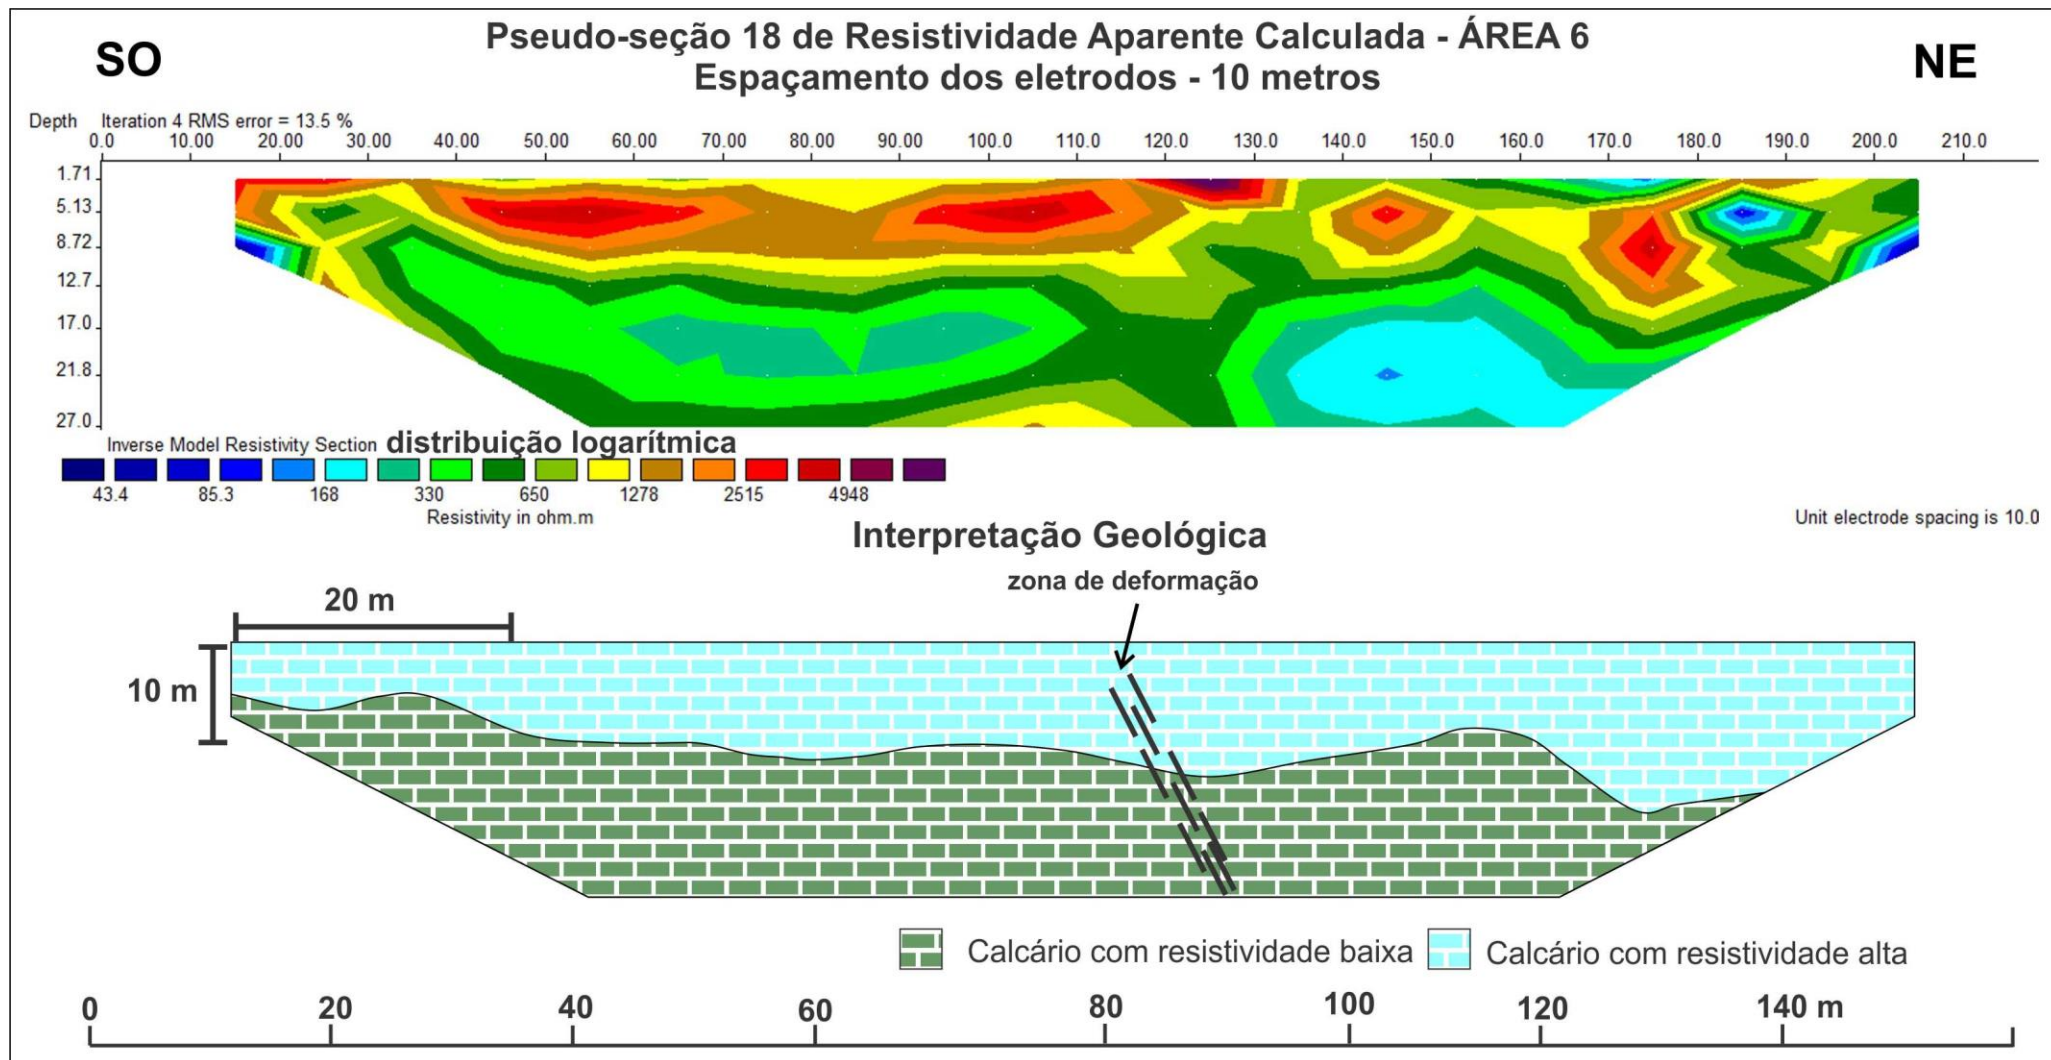 Pseudo-seção 18 de Resistividade Aparente Calculada - ÁREA 6
SO
NE
Espaçamento dos eletrodos - 10 metros
Depth Iteration 4 RMS error = 13.5 %
0.0 10.00 20.00 30.00 40.00 50.00 60.00 70.00 80.00 90.00 100.0 110.0 120.0 130.0 140.0 150.0 160.0 170.0 180.0 190.0 200.0 210.0
1.71
5.13
8.72
12.7
17.0
21.8
27.0
Inverse Model Resistivity Section distribuição logarítmica
43.4 85.3 168 330 650 1278 2515 4948
Resistivity in ohm.m
Unit electrode spacing is 10.0
Interpretação Geológica
zona de deformação
20 m
10 m
Calcário com resistividade baixa Calcário com resistividade alta
0 20 40 60 80 100 120 140 m